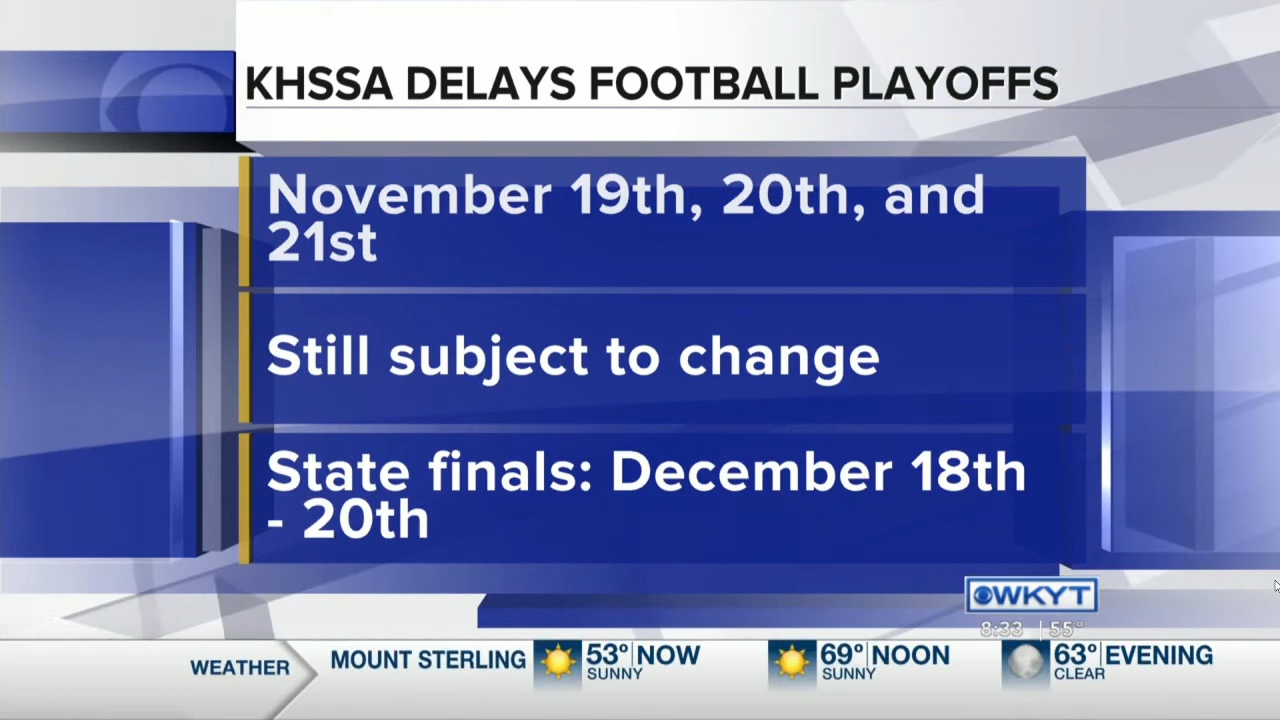 KHSSA DELAYS FOOTBALL PLAYOFFS
November 19th, 20th, and
21st
Still subject to change
State finals: December 18th
- 20th
WKYT
8:33 | 55°
WEATHER
MOUNT STERLING
53° NOW
SUNNY
69° NOON
SUNNY
63° EVENING
CLEAR